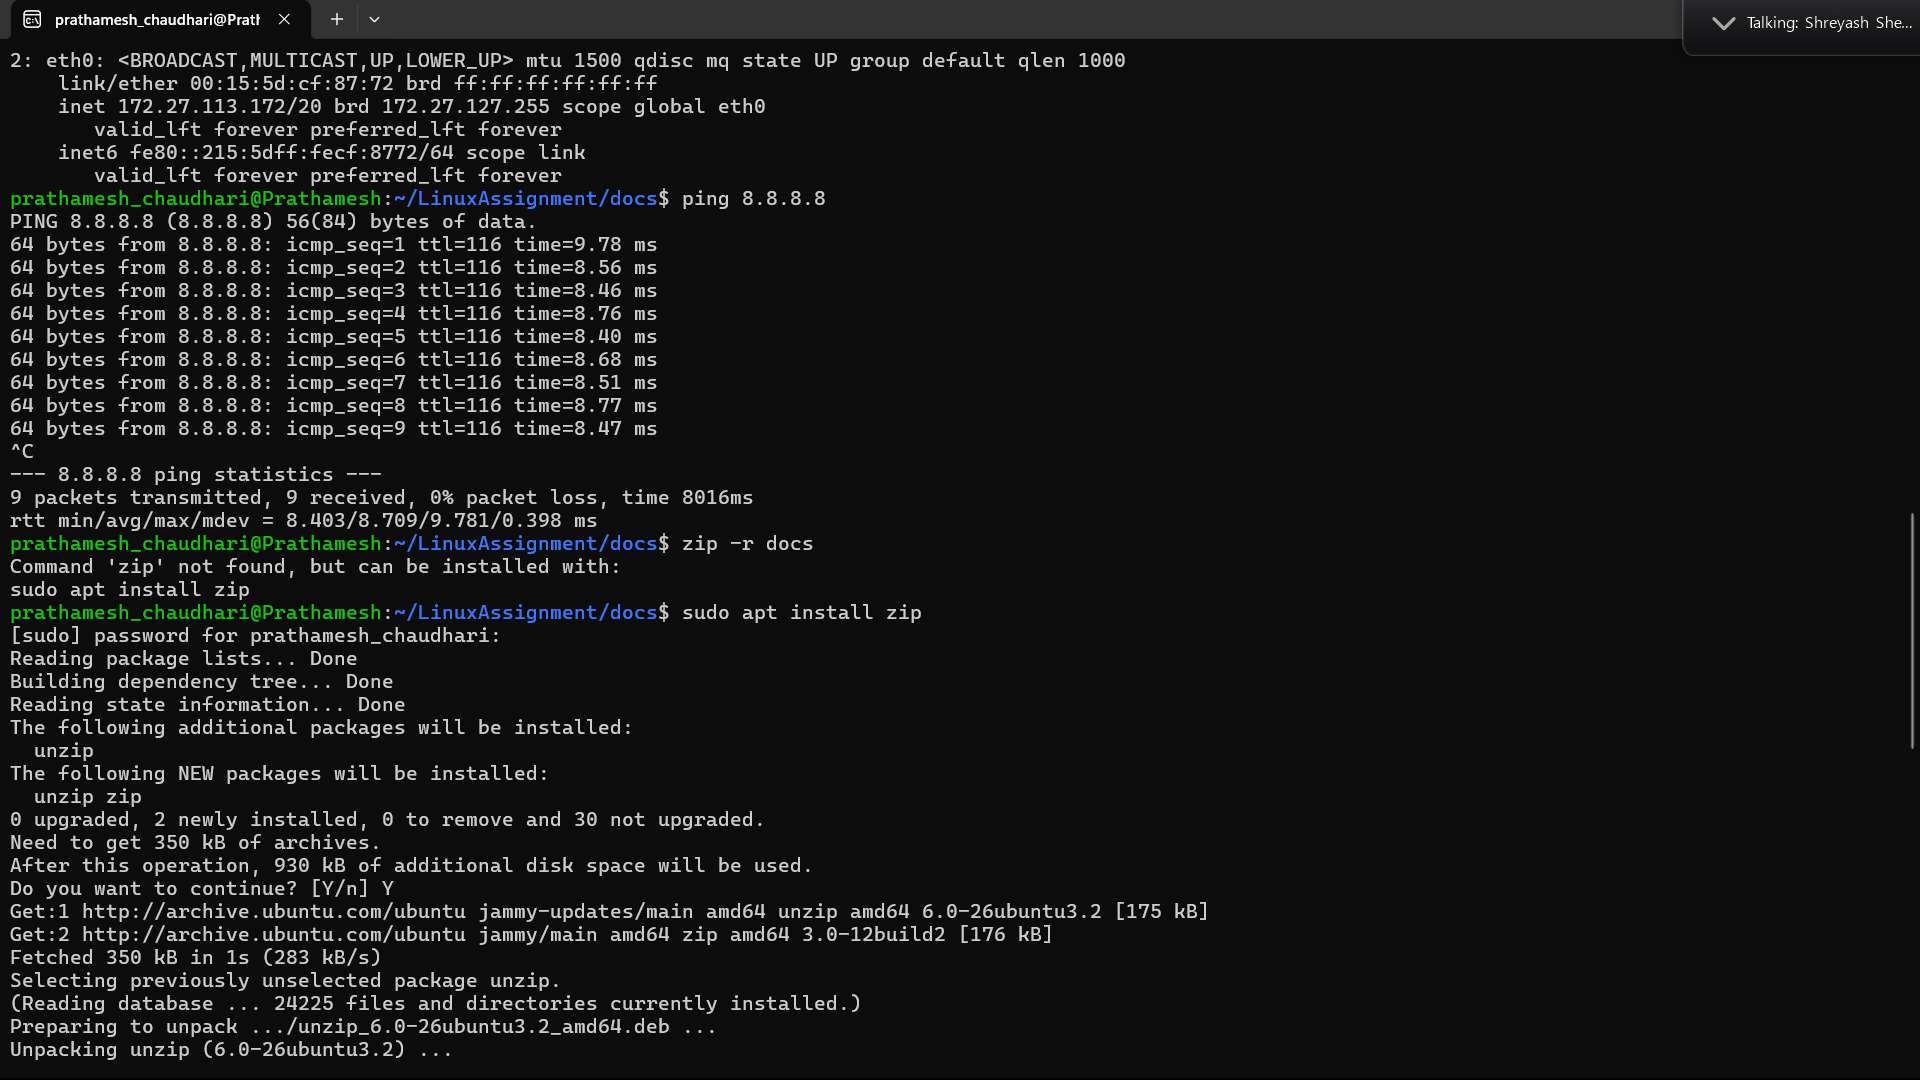 prathamesh_chaudhari@Prath
Talking: Shreyash She...
2: eth0: <BROADCAST,MULTICAST,UP,LOWER_UP> mtu 1500 qdisc mq state UP group default qlen 1000
    link/ether 00:15:5d:cf:87:72 brd ff:ff:ff:ff:ff:ff
    inet 172.27.113.172/20 brd 172.27.127.255 scope global eth0
       valid_lft forever preferred_lft forever
    inet6 fe80::215:5dff:fecf:8772/64 scope link
       valid_lft forever preferred_lft forever
prathamesh_chaudhari@Prathamesh:~/LinuxAssignment/docs$ ping 8.8.8.8
PING 8.8.8.8 (8.8.8.8) 56(84) bytes of data.
64 bytes from 8.8.8.8: icmp_seq=1 ttl=116 time=9.78 ms
64 bytes from 8.8.8.8: icmp_seq=2 ttl=116 time=8.56 ms
64 bytes from 8.8.8.8: icmp_seq=3 ttl=116 time=8.46 ms
64 bytes from 8.8.8.8: icmp_seq=4 ttl=116 time=8.76 ms
64 bytes from 8.8.8.8: icmp_seq=5 ttl=116 time=8.40 ms
64 bytes from 8.8.8.8: icmp_seq=6 ttl=116 time=8.68 ms
64 bytes from 8.8.8.8: icmp_seq=7 ttl=116 time=8.51 ms
64 bytes from 8.8.8.8: icmp_seq=8 ttl=116 time=8.77 ms
64 bytes from 8.8.8.8: icmp_seq=9 ttl=116 time=8.47 ms
^C
--- 8.8.8.8 ping statistics ---
9 packets transmitted, 9 received, 0% packet loss, time 8016ms
rtt min/avg/max/mdev = 8.403/8.709/9.781/0.398 ms
prathamesh_chaudhari@Prathamesh:~/LinuxAssignment/docs$ zip -r docs
Command 'zip' not found, but can be installed with:
sudo apt install zip
prathamesh_chaudhari@Prathamesh:~/LinuxAssignment/docs$ sudo apt install zip
[sudo] password for prathamesh_chaudhari:
Reading package lists... Done
Building dependency tree... Done
Reading state information... Done
The following additional packages will be installed:
  unzip
The following NEW packages will be installed:
  unzip zip
0 upgraded, 2 newly installed, 0 to remove and 30 not upgraded.
Need to get 350 kB of archives.
After this operation, 930 kB of additional disk space will be used.
Do you want to continue? [Y/n] Y
Get:1 http://archive.ubuntu.com/ubuntu jammy-updates/main amd64 unzip amd64 6.0-26ubuntu3.2 [175 kB]
Get:2 http://archive.ubuntu.com/ubuntu jammy/main amd64 zip amd64 3.0-12build2 [176 kB]
Fetched 350 kB in 1s (283 kB/s)
Selecting previously unselected package unzip.
(Reading database ... 24225 files and directories currently installed.)
Preparing to unpack .../unzip_6.0-26ubuntu3.2_amd64.deb ...
Unpacking unzip (6.0-26ubuntu3.2) ...